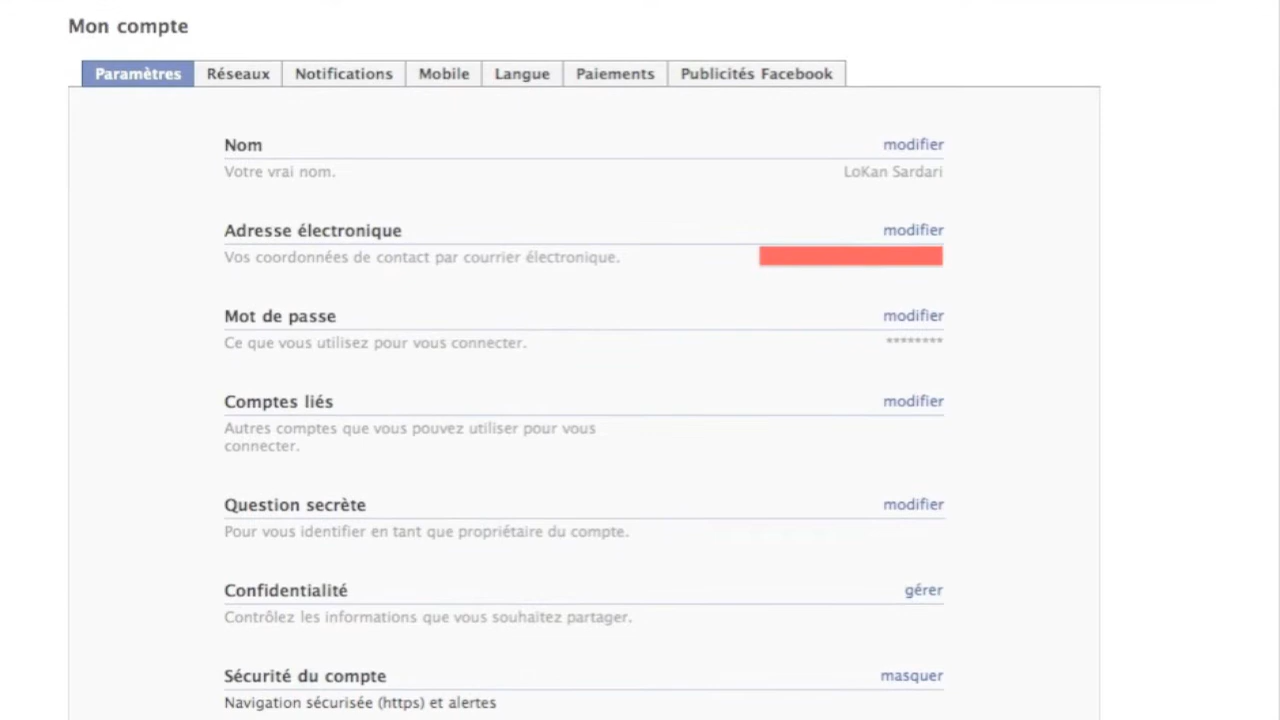 Mon compte
Paramètres Réseaux Notifications Mobile Langue Paiements Publicités Facebook
Nom modifier
Votre vrai nom. LoKan Sardari
Adresse électronique modifier
Vos coordonnées de contact par courrier électronique.
Mot de passe modifier
Ce que vous utilisez pour vous connecter. ********
Comptes liés modifier
Autres comptes que vous pouvez utiliser pour vous
connecter.
Question secrète modifier
Pour vous identifier en tant que propriétaire du compte.
Confidentialité gérer
Contrôlez les informations que vous souhaitez partager.
Sécurité du compte masquer
Navigation sécurisée (https) et alertes